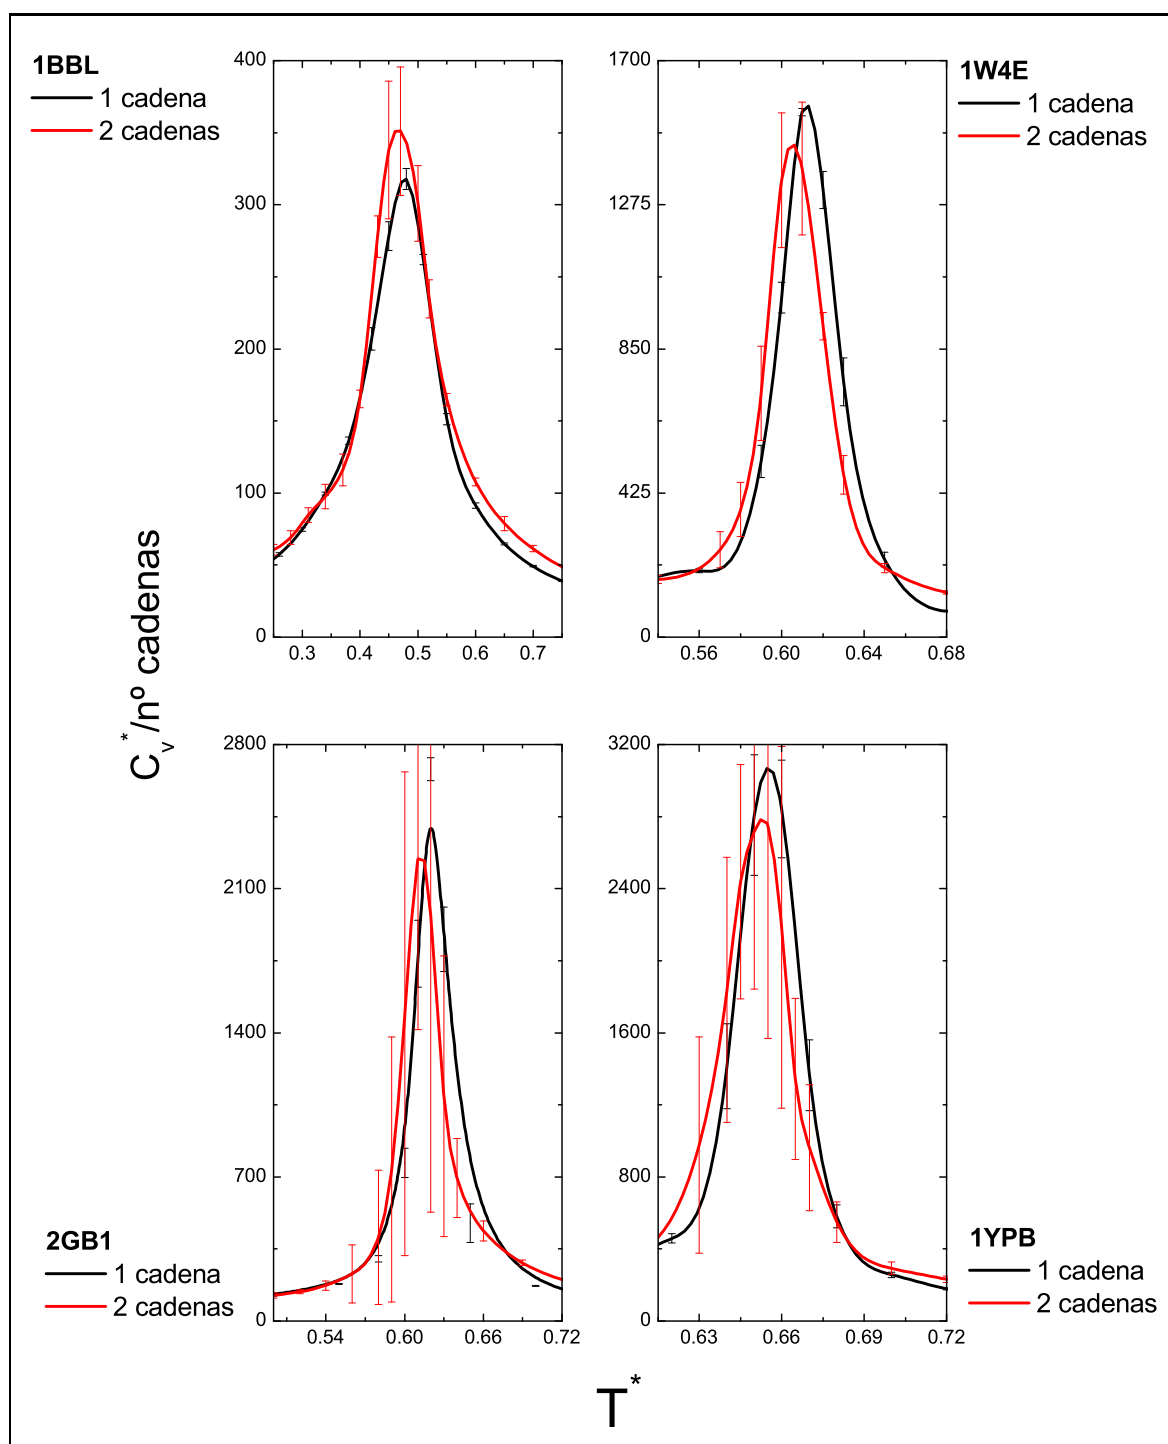 1BBL
1 cadena
2 cadenas
400
300
200
100
0
0.3 0.4 0.5 0.6 0.7
1W4E
1 cadena
2 cadenas
1700
1275
850
425
0
0.56 0.60 0.64 0.68
C_v^*/nº cadenas
2GB1
1 cadena
2 cadenas
2800
2100
1400
700
0
0.54 0.60 0.66 0.72
1YPB
1 cadena
2 cadenas
3200
2400
1600
800
0
0.63 0.66 0.69 0.72
T^*